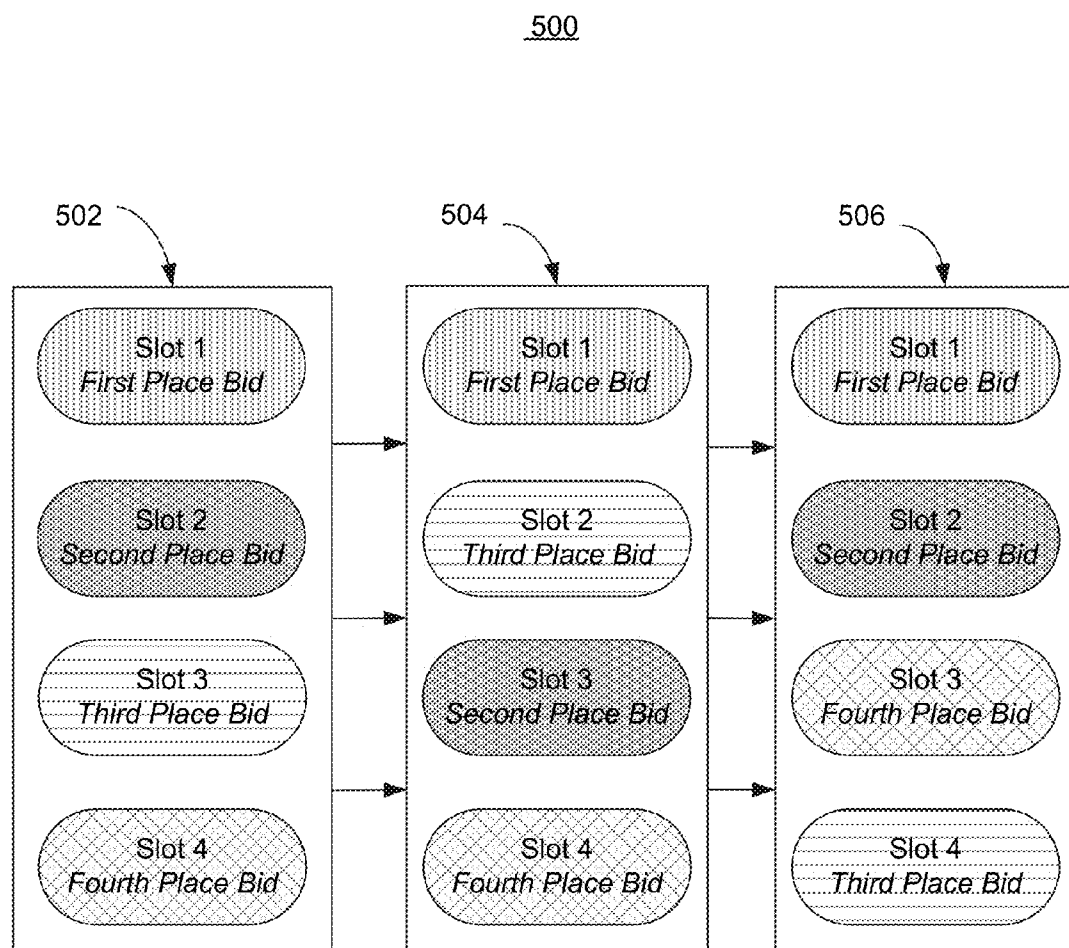 500
502
504
506
Slot 1
First Place Bid
Slot 2
Second Place Bid
Slot 3
Third Place Bid
Slot 4
Fourth Place Bid
Slot 1
First Place Bid
Slot 2
Third Place Bid
Slot 3
Second Place Bid
Slot 4
Fourth Place Bid
Slot 1
First Place Bid
Slot 2
Second Place Bid
Slot 3
Fourth Place Bid
Slot 4
Third Place Bid